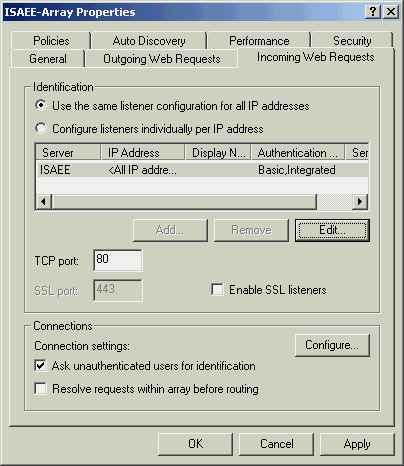 ISAEE-Array Properties
Policies Auto Discovery Performance Security
General Outgoing Web Requests Incoming Web Requests
Identification
Use the same listener configuration for all IP addresses
Configure listeners individually per IP address
Server IP Address Display N... Authentication ... Ser
ISAEE <All IP addre... Basic,Integrated
Add... Remove Edit...
TCP port: 80
SSL port: 443 Enable SSL listeners
Connections
Connection settings: Configure...
Ask unauthenticated users for identification
Resolve requests within array before routing
OK Cancel Apply